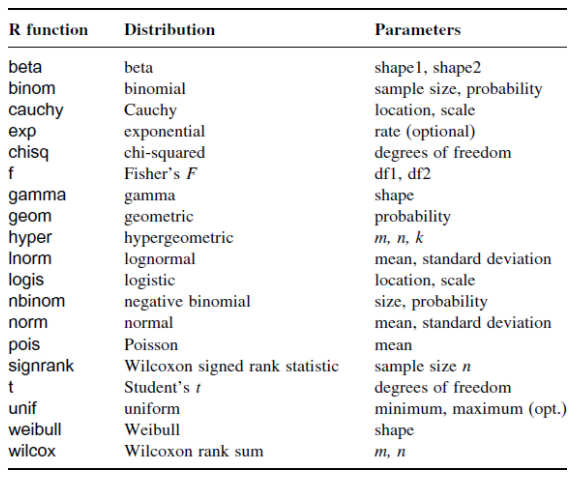 R function Distribution Parameters
beta beta shape1, shape2
binom binomial sample size, probability
cauchy Cauchy location, scale
exp exponential rate (optional)
chisq chi-squared degrees of freedom
f Fisher's F df1, df2
gamma gamma shape
geom geometric probability
hyper hypergeometric m, n, k
lnorm lognormal mean, standard deviation
logis logistic location, scale
nbinom negative binomial size, probability
norm normal mean, standard deviation
pois Poisson mean
signrank Wilcoxon signed rank statistic sample size n
t Student's t degrees of freedom
unif uniform minimum, maximum (opt.)
weibull Weibull shape
wilcox Wilcoxon rank sum m, n